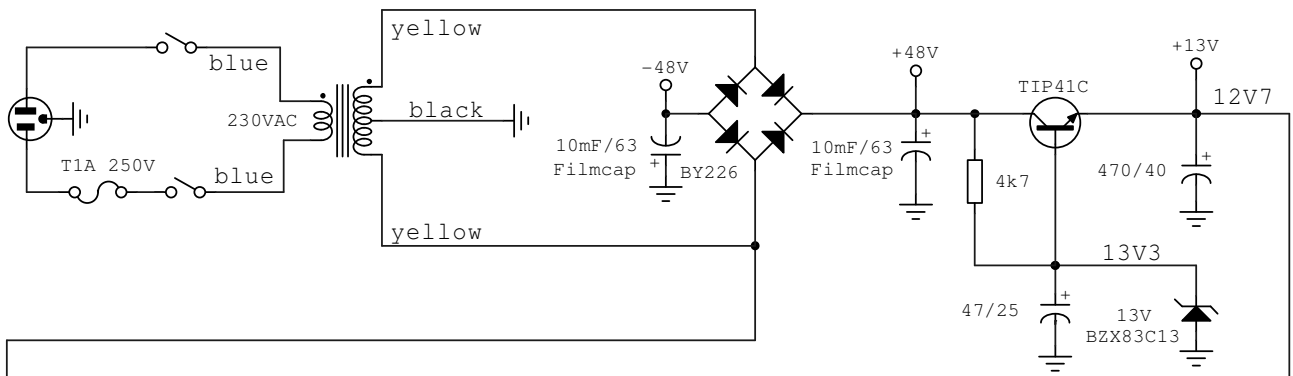 yellow
+13V
+48V
-48V
TIP41C
blue
12V7
black
230VAC
10mF/63
Filmcap
10mF/63
Filmcap
T1A 250V
blue
BY226
4k7
470/40
yellow
13V3
47/25
13V
BZX83C13
+
+
+
+